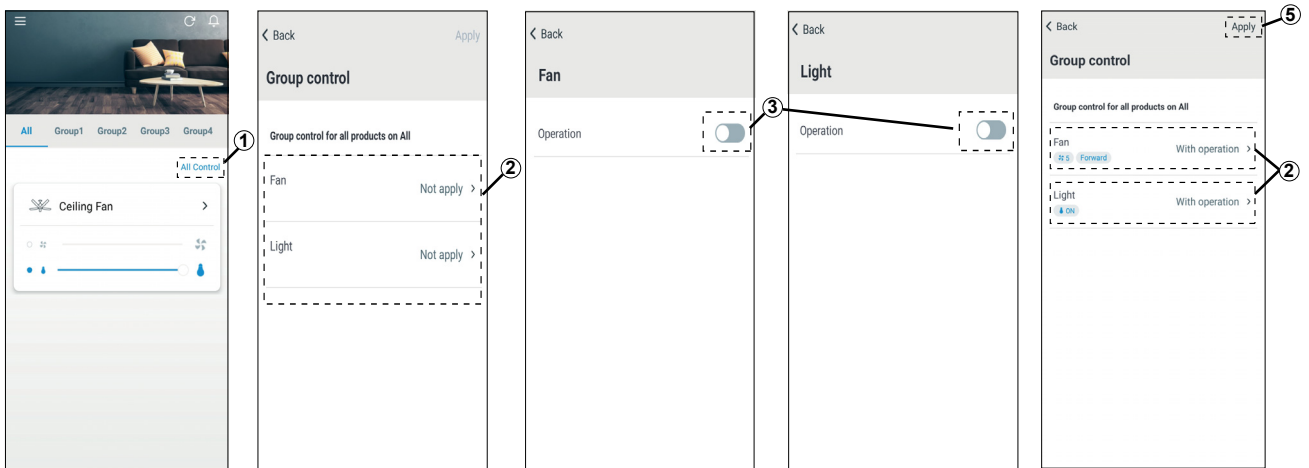 All Group1 Group2 Group3 Group4
All Control
1
Ceiling Fan
Back Apply
Group control
Group control for all products on All
Fan
Not apply
Light
Not apply
2
Back
Fan
Operation
3
Back
Light
Operation
Back Apply
5
Group control
Group control for all products on All
Fan
With operation
5 Forward
Light
With operation
ON
2